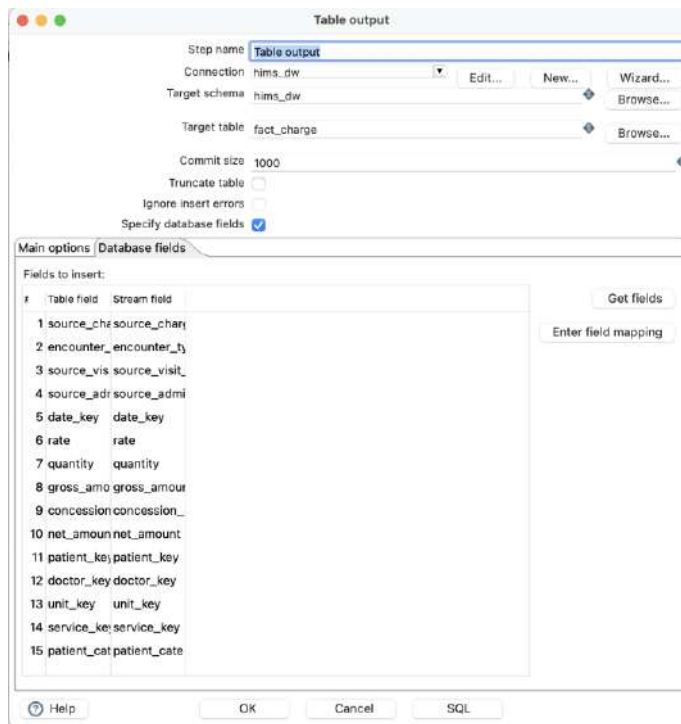 Table output
Step name Table output
Connection hims_dw Edit... New... Wizard...
Target schema hims_dw Browse...
Target table fact_charge Browse...
Commit size 1000
Truncate table
Ignore insert errors
Specify database fields
Main options Database fields
Fields to insert:
# Table field Stream field Get fields
1 source_cha source_charg
Enter field mapping
2 encounter_ encounter_ty
3 source_vis source_visit_
4 source_adr source_admi
5 date_key date_key
6 rate rate
7 quantity quantity
8 gross_amo gross_amour
9 concession concession_
10 net_amoun net_amount
11 patient_key patient_key
12 doctor_key doctor_key
13 unit_key unit_key
14 service_key service_key
15 patient_cat patient_cate
Help OK Cancel SQL